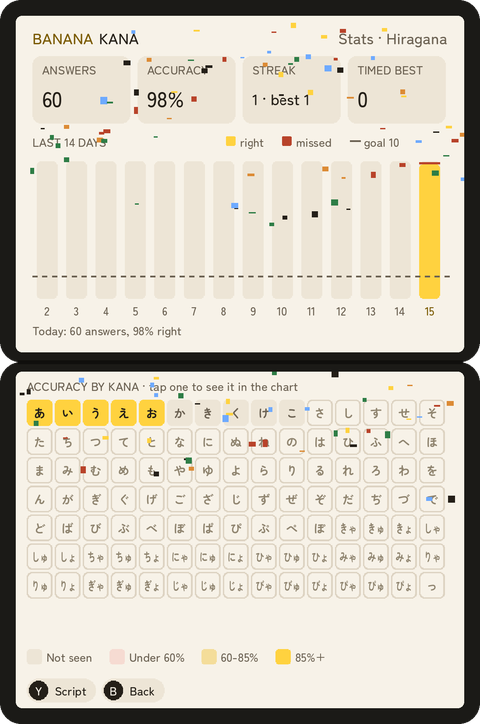 BANANA KANA
Stats · Hiragana
ANSWERS ACCURACY STREAK TIMED BEST
60 98% 1 · best 1 0
LAST 14 DAYS right missed goal 10
2 3 4 5 6 7 8 9 10 11 12 13 14 15
Today: 60 answers, 98% right
ACCURACY BY KANA · tap one to see it in the chart
あ い う え お か き く け こ さ し す せ そ
た ち つ て と な に ぬ ね の は ひ ふ へ ほ
ま み む め も や ゆ よ ら り る れ ろ わ を
ん が ぎ ぐ げ ご ざ じ ず ぜ ぞ だ ぢ づ で
ど ば び ぶ べ ぼ ぱ ぴ ぷ ぺ ぽ きゃ きゅ きょ しゃ
しゅ しょ ちゃ ちゅ ちょ にゃ にゅ にょ ひゃ ひゅ ひょ みゃ みゅ みょ りゃ
りゅ りょ ぎゃ ぎゅ ぎょ じゃ じゅ じょ びゃ びゅ びょ ぴゃ ぴゅ ぴょ っ
Not seen Under 60% 60-85% 85%+
Y Script B Back